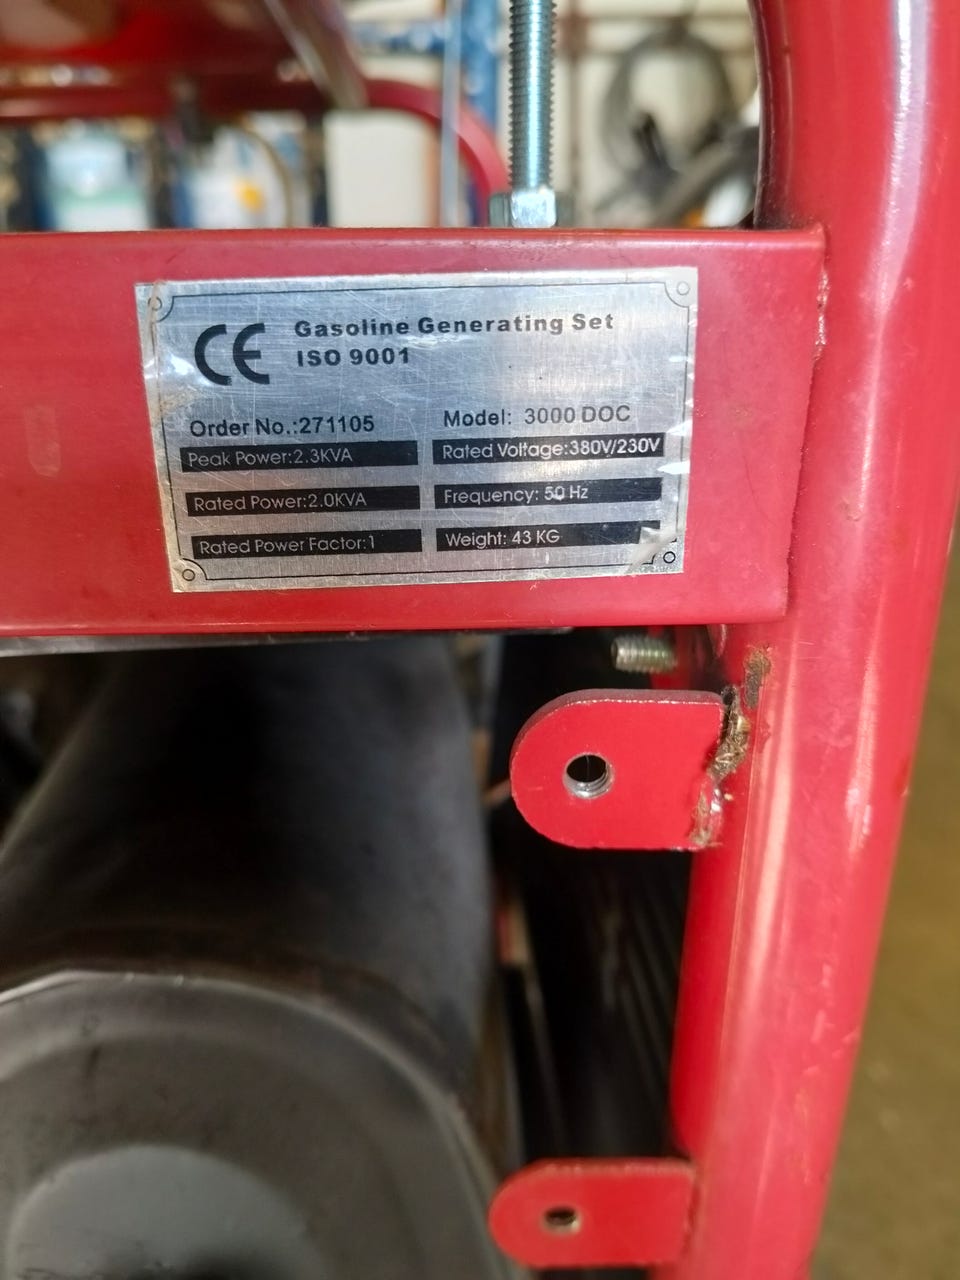 CE Gasoline Generating Set
ISO 9001
Order No.:271105 Model: 3000 DOC
Peak Power:2.3KVA Rated Voltage:380V/230V
Rated Power:2.0KVA Frequency: 50 Hz
Rated Power Factor:1 Weight: 43 KG